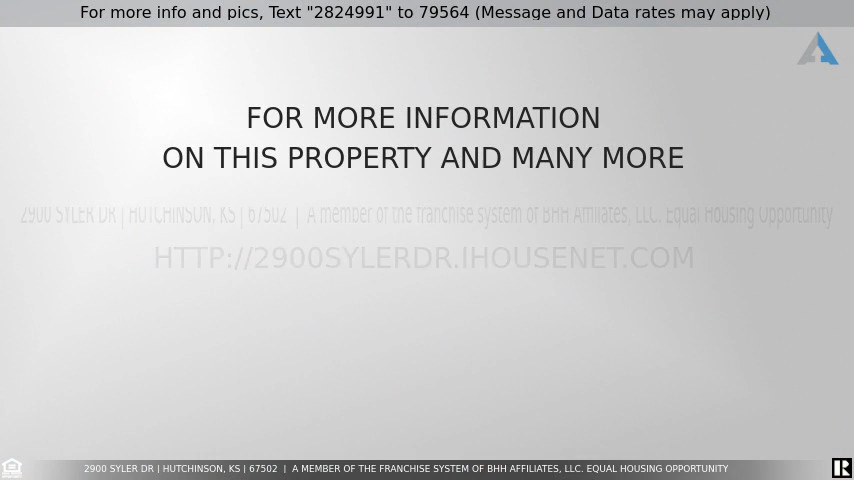 For more info and pics, Text "2824991" to 79564 (Message and Data rates may apply)
FOR MORE INFORMATION
ON THIS PROPERTY AND MANY MORE
2900 SYLER DR | HUTCHINSON, KS | 67502 | A member of the franchise system of BHH Affiliates, LLC. Equal Housing Opportunity
HTTP://2900SYLERDR.IHOUSENET.COM
2900 SYLER DR | HUTCHINSON, KS | 67502 | A MEMBER OF THE FRANCHISE SYSTEM OF BHH AFFILIATES, LLC. EQUAL HOUSING OPPORTUNITY